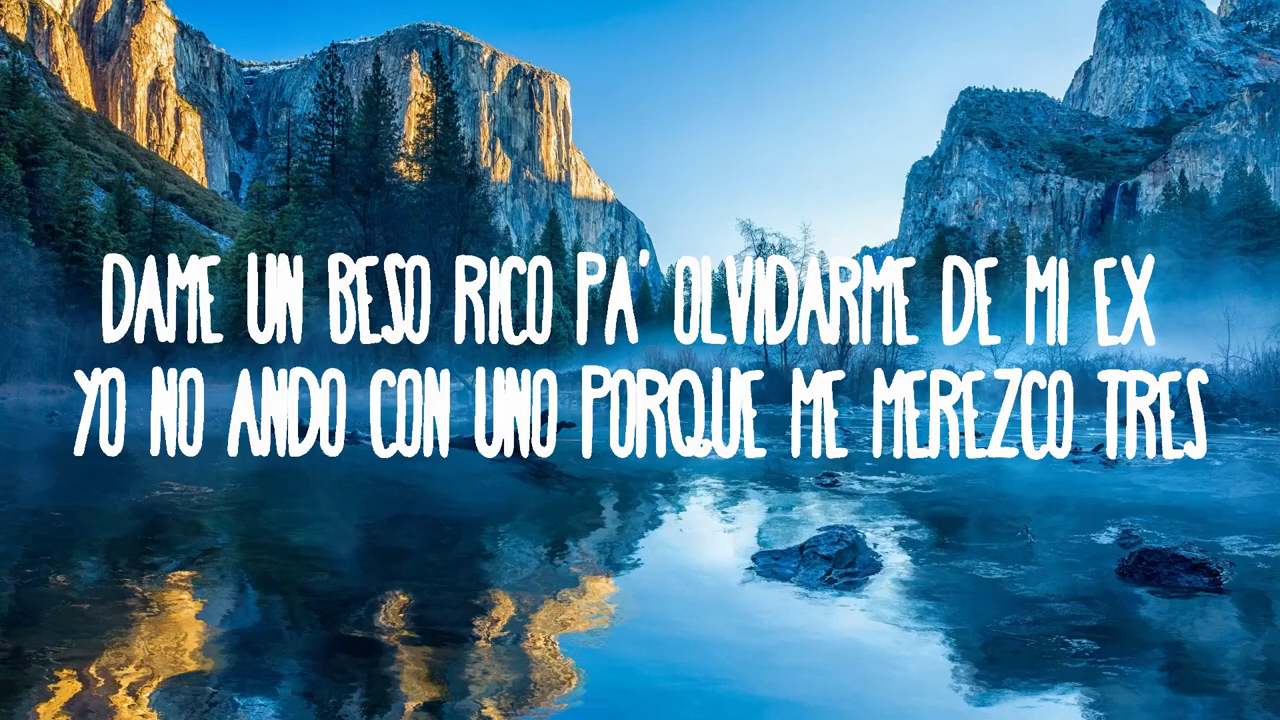 DAME UN BESO RICO PA' OLVIDARME DE MI EX
YO NO ANDO CON UNO PORQUE ME MEREZCO TRES